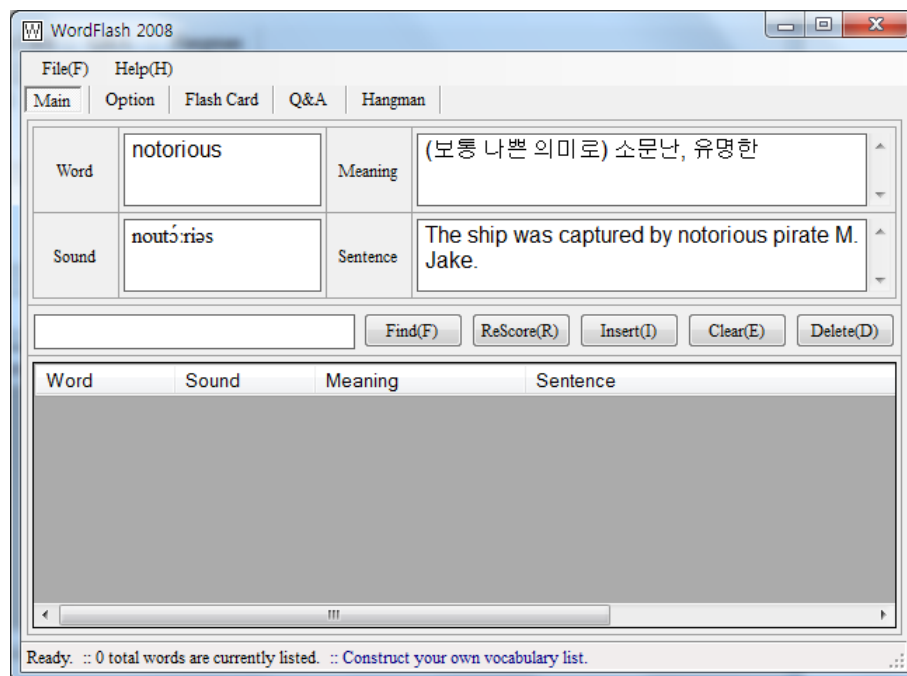 WordFlash 2008
File(F) Help(H)
Main Option Flash Card Q&A Hangman
Word notorious Meaning (보통 나쁜 의미로) 소문난, 유명한
Sound noutɔ́:riəs Sentence The ship was captured by notorious pirate M.
Jake.
Find(F) ReScore(R) Insert(I) Clear(E) Delete(D)
Word Sound Meaning Sentence
Ready. :: 0 total words are currently listed. :: Construct your own vocabulary list.